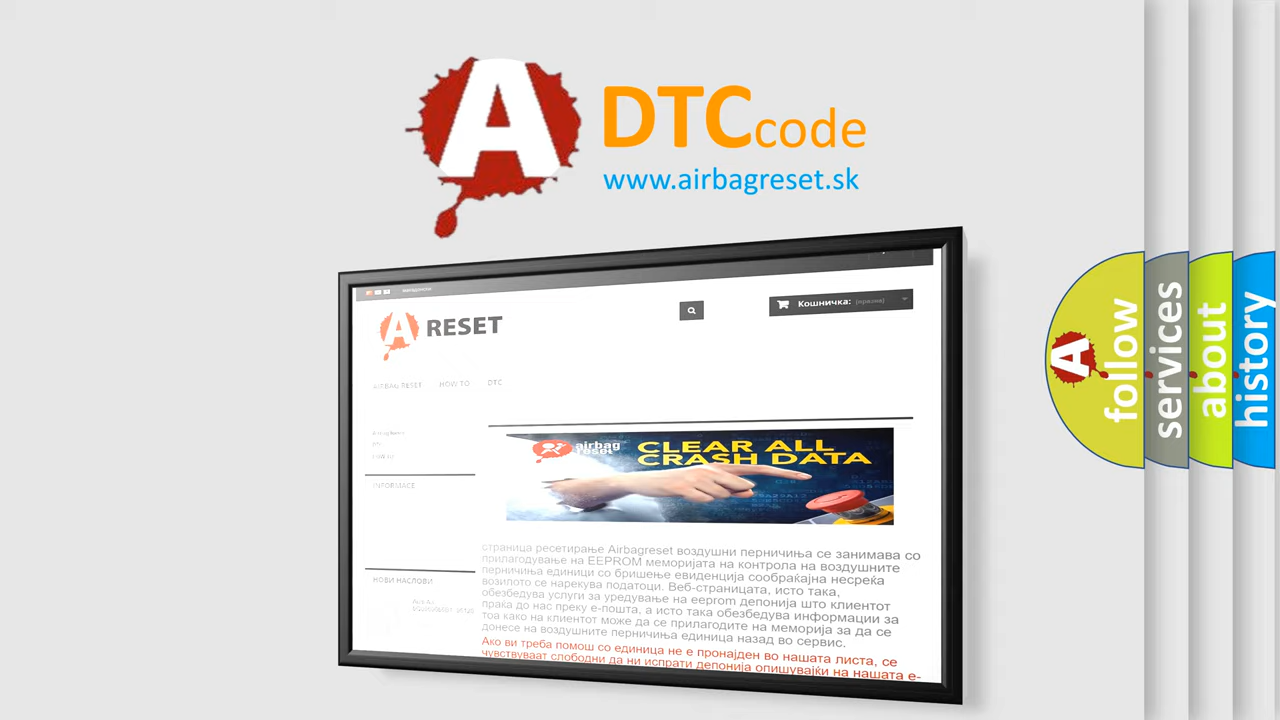 A
DTCcode
www.airbagreset.sk
A RESET
Кошничка: (празна)
AIRBAG RESET HOW TO DTC
airbag
reset
CLEAR ALL
CRASH DATA
INFORMACE
страница ресетирање Airbagreset воздушни перничиња се занимава со
прилагодување на EEPROM меморијата на контрола на воздушните
перничиња единици со бришење евиденција сообраќајна несреќа
возилото се нарекува податоци. Веб-страницата, исто така,
обезбедува услуги за уредување на eeprom депонија што клиентот
праќа до нас преку е-пошта, а исто така обезбедува информации за
тоа како на клиентот може да се прилагодите на меморија за да се
донесе на воздушните перничиња единица назад во сервис.
Ако ви треба помош со единица не е пронајден во нашата листа, се
чувствуваат слободни да ни испрати депонија опишувајќи на нашата е-
НОВИ НАСЛОВИ
A
follow
services
about
history